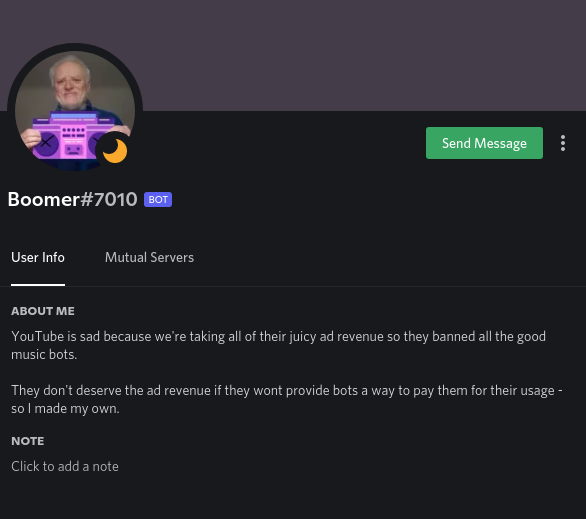 Send Message
Boomer#7010 BOT
User Info Mutual Servers
ABOUT ME
YouTube is sad because we're taking all of their juicy ad revenue so they banned all the good
music bots.
They don't deserve the ad revenue if they wont provide bots a way to pay them for their usage -
so I made my own.
NOTE
Click to add a note